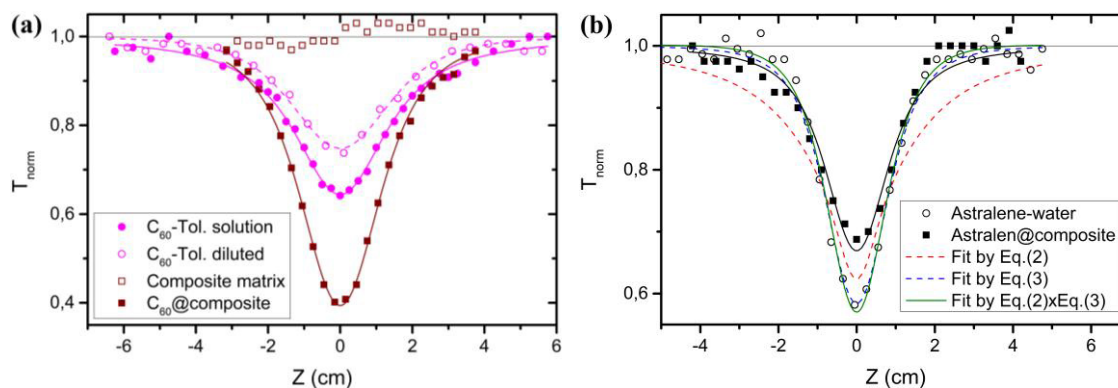 (a)
1,0
0,8
0,6
0,4
T_norm
C₆₀-Tol. solution
C₆₀-Tol. diluted
Composite matrix
C₆₀@composite
-6 -4 -2 0 2 4 6
Z (cm)
(b)
1,0
0,8
0,6
T_norm
Astralene-water
Astralen@composite
Fit by Eq.(2)
Fit by Eq.(3)
Fit by Eq.(2)xEq.(3)
-4 -2 0 2 4 6
Z (cm)